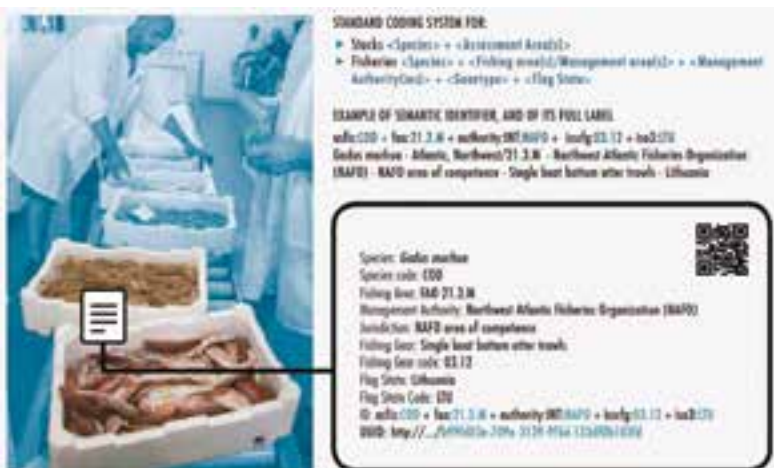 STANDARD CODING SYSTEM FOR:
Stocks <Species> + <Assessment Area(s)>
Fisheries <Species> + <Fishing area(s)/Management area(s)> + <Management
Authority(ies)> + <Geartype> + <Flag State>
EXAMPLE OF SEMANTIC IDENTIFIER, AND OF ITS FULL LABEL
asfis:COD + fao:21.3.M + authority:INT:NAFO + isscfg:03.12 + iso3:LTU
Gadus morhua - Atlantic, Northwest/21.3.M - Northwest Atlantic Fisheries Organization
(NAFO) - NAFO area of competence - Single boat bottom otter trawls - Lithuania
Species: Gadus morhua
Species code: COD
Fishing Area: FAO 21.3.M
Management Authority: Northwest Atlantic Fisheries Organization (NAFO)
Jurisdiction: NAFO area of competence
Fishing Gear: Single boat bottom otter trawls
Fishing Gear code: 03.12
Flag State: Lithuania
Flag State Code: LTU
ID: asfis:COD + fao:21.3.M + authority:INT:NAFO + isscfg:03.12 + iso3:LTU
UUID: http://.../